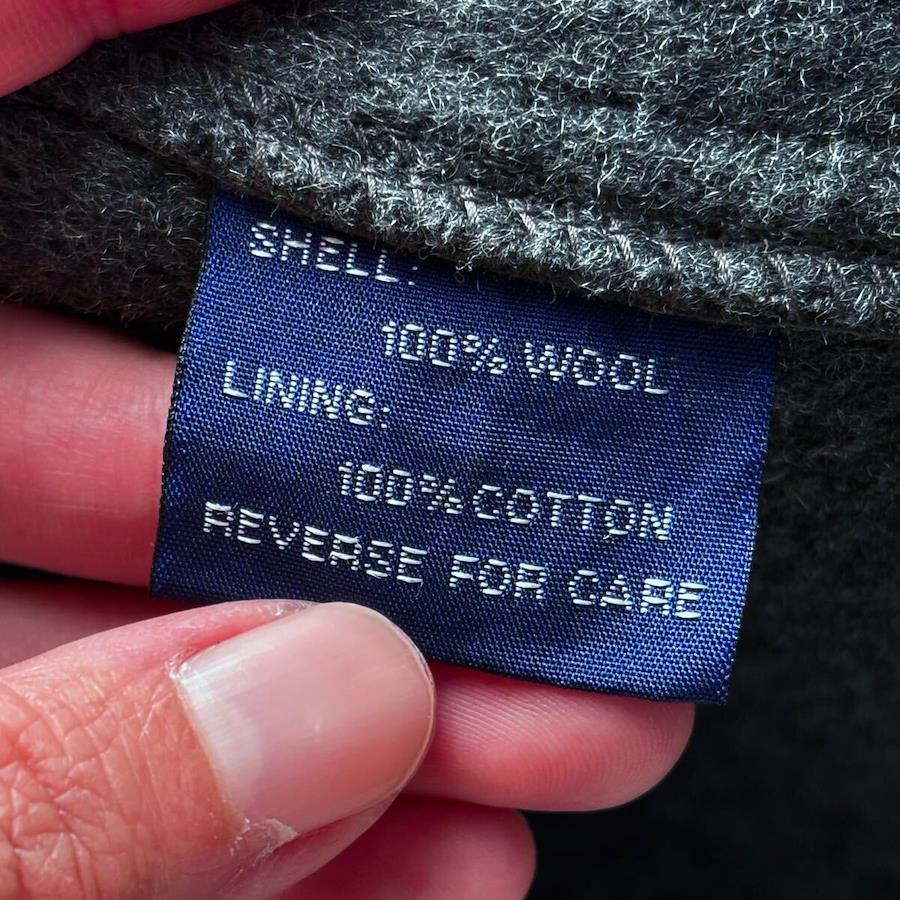 SHELL:
100% WOOL
LINING:
100% COTTON
REVERSE FOR CARE